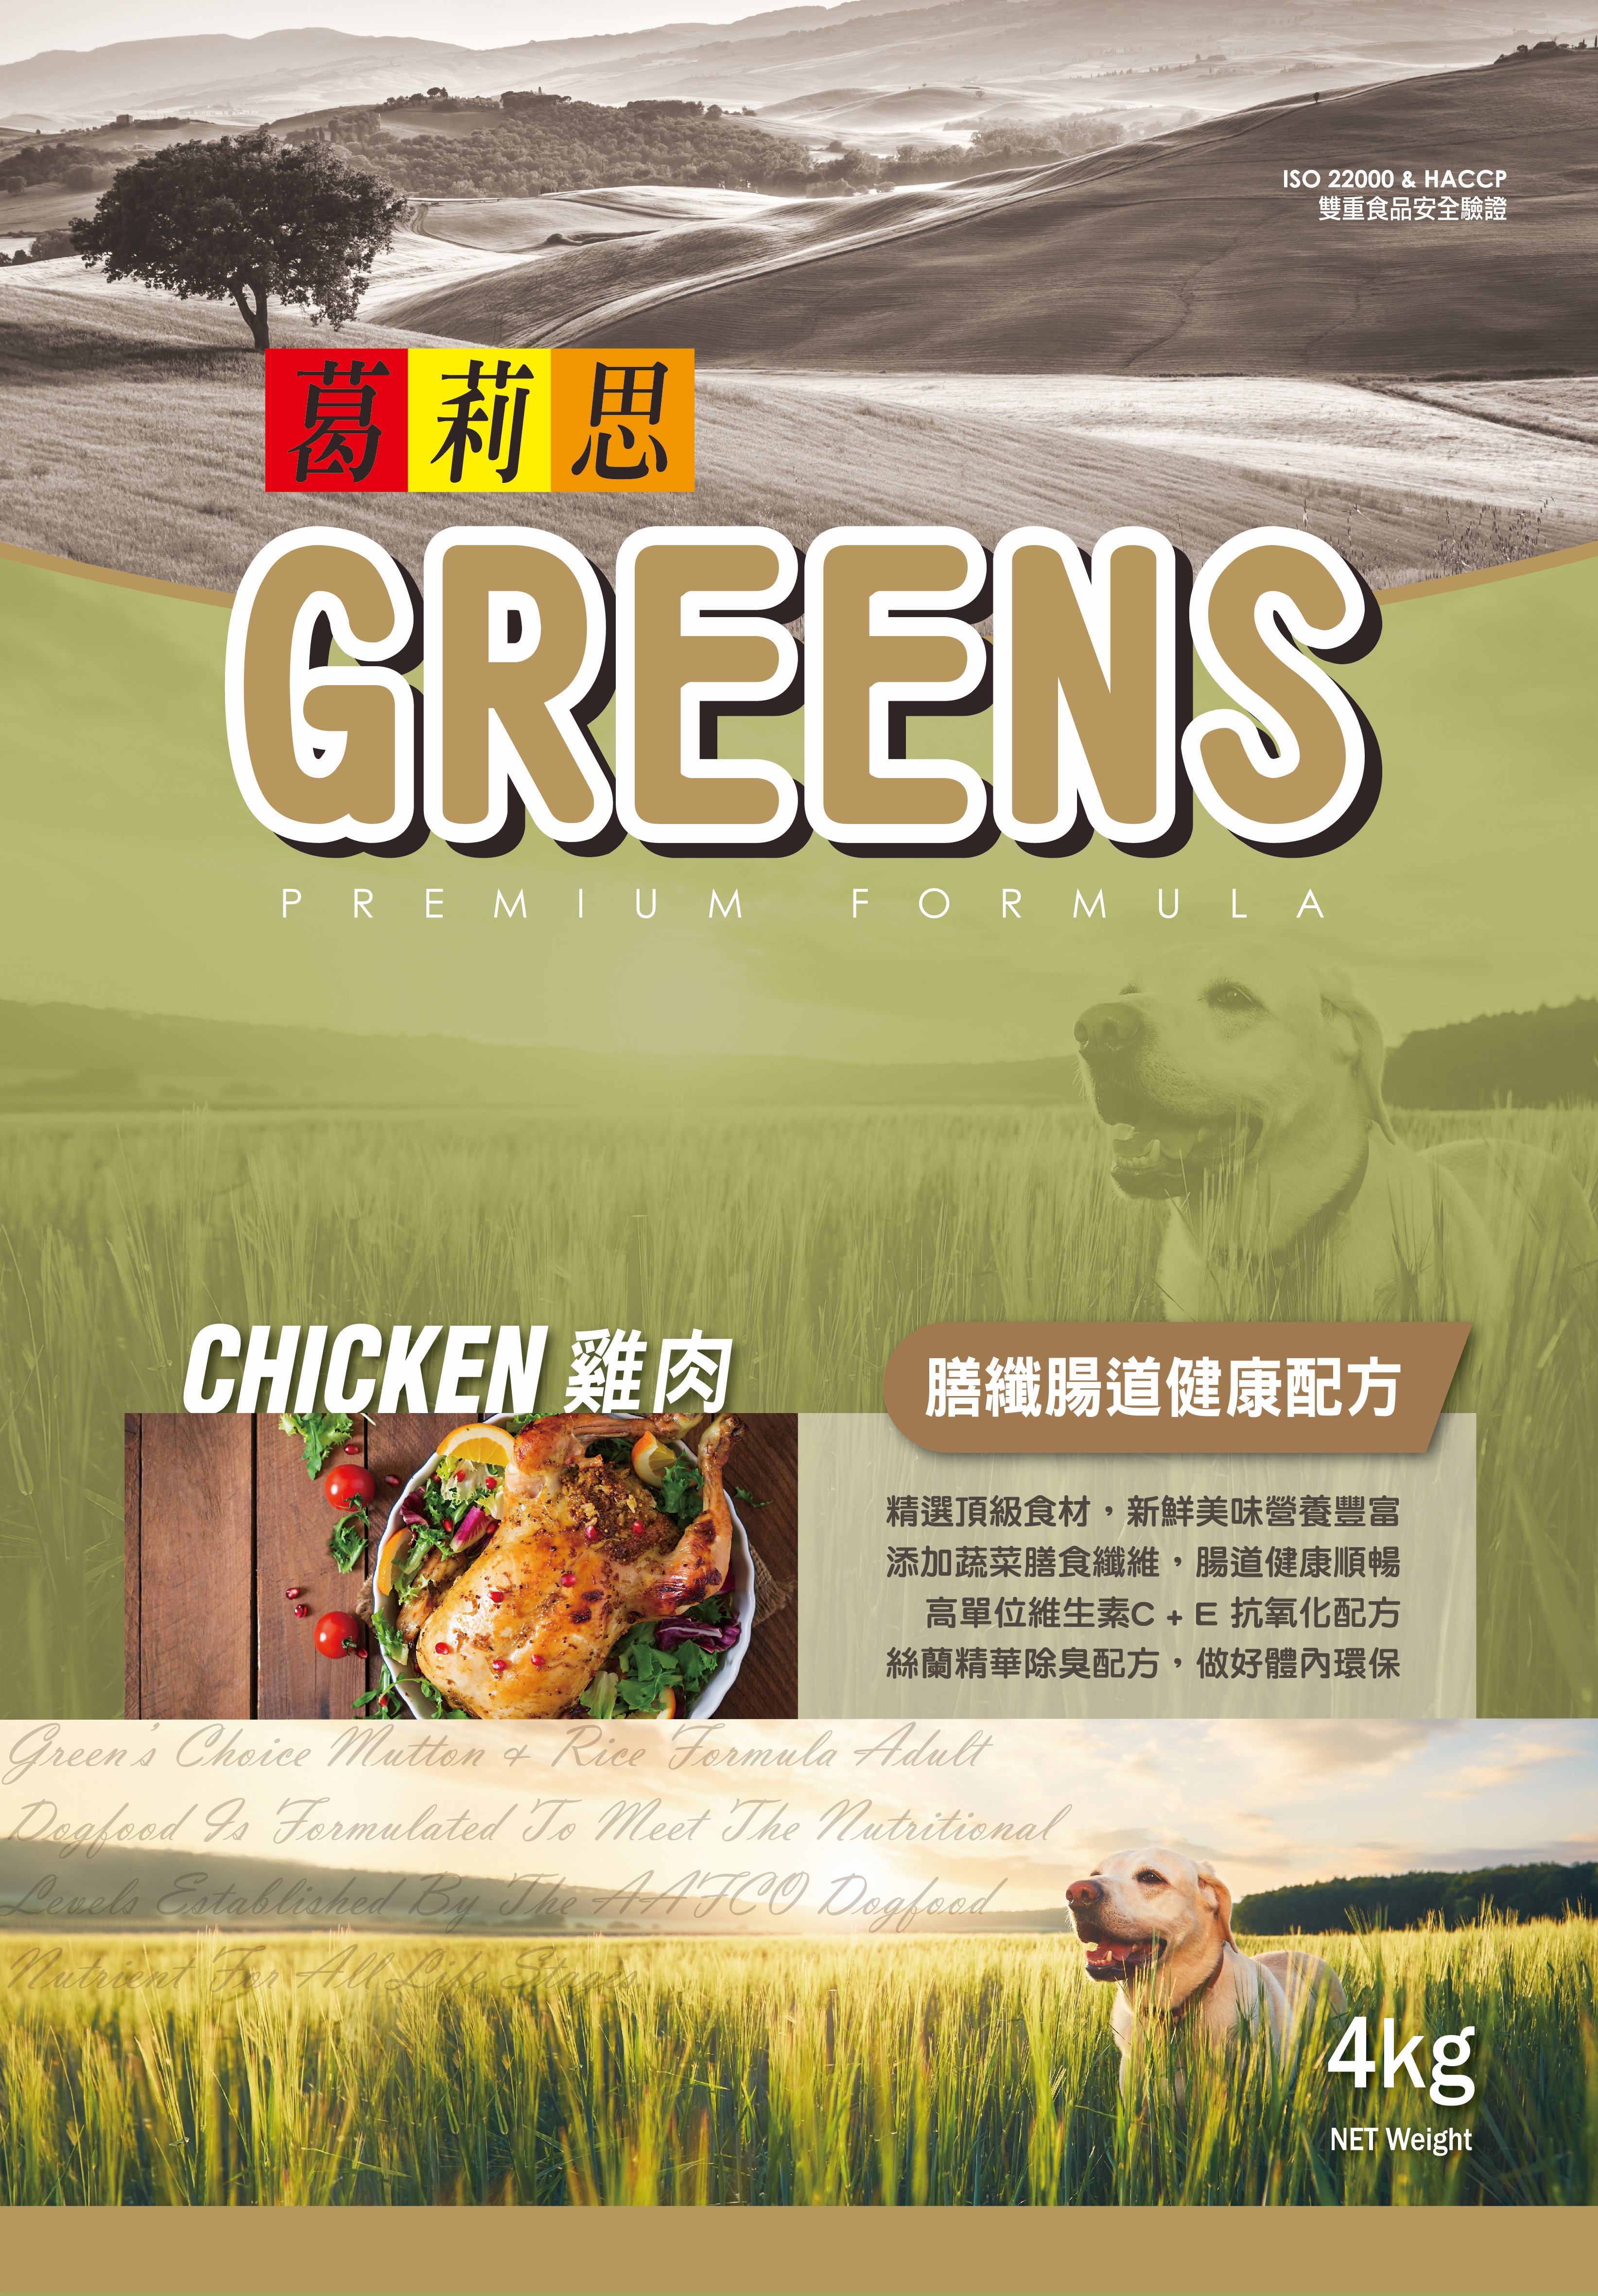 ISO 22000 & HACCP
雙重食品安全驗證
葛莉思
GREENS
PREMIUM FORMULA
CHICKEN 雞肉
膳纖腸道健康配方
精選頂級食材，新鮮美味營養豐富
添加蔬菜膳食纖維，腸道健康順暢
高單位維生素C + E 抗氧化配方
絲蘭精華除臭配方，做好體內環保
Green's Choice Mutton & Rice Formula Adult
Dogfood Is Formulated To Meet The Nutritional
Levels Established By The AAFCO Dogfood
Nutrient For All Life Stages
4kg
NET Weight